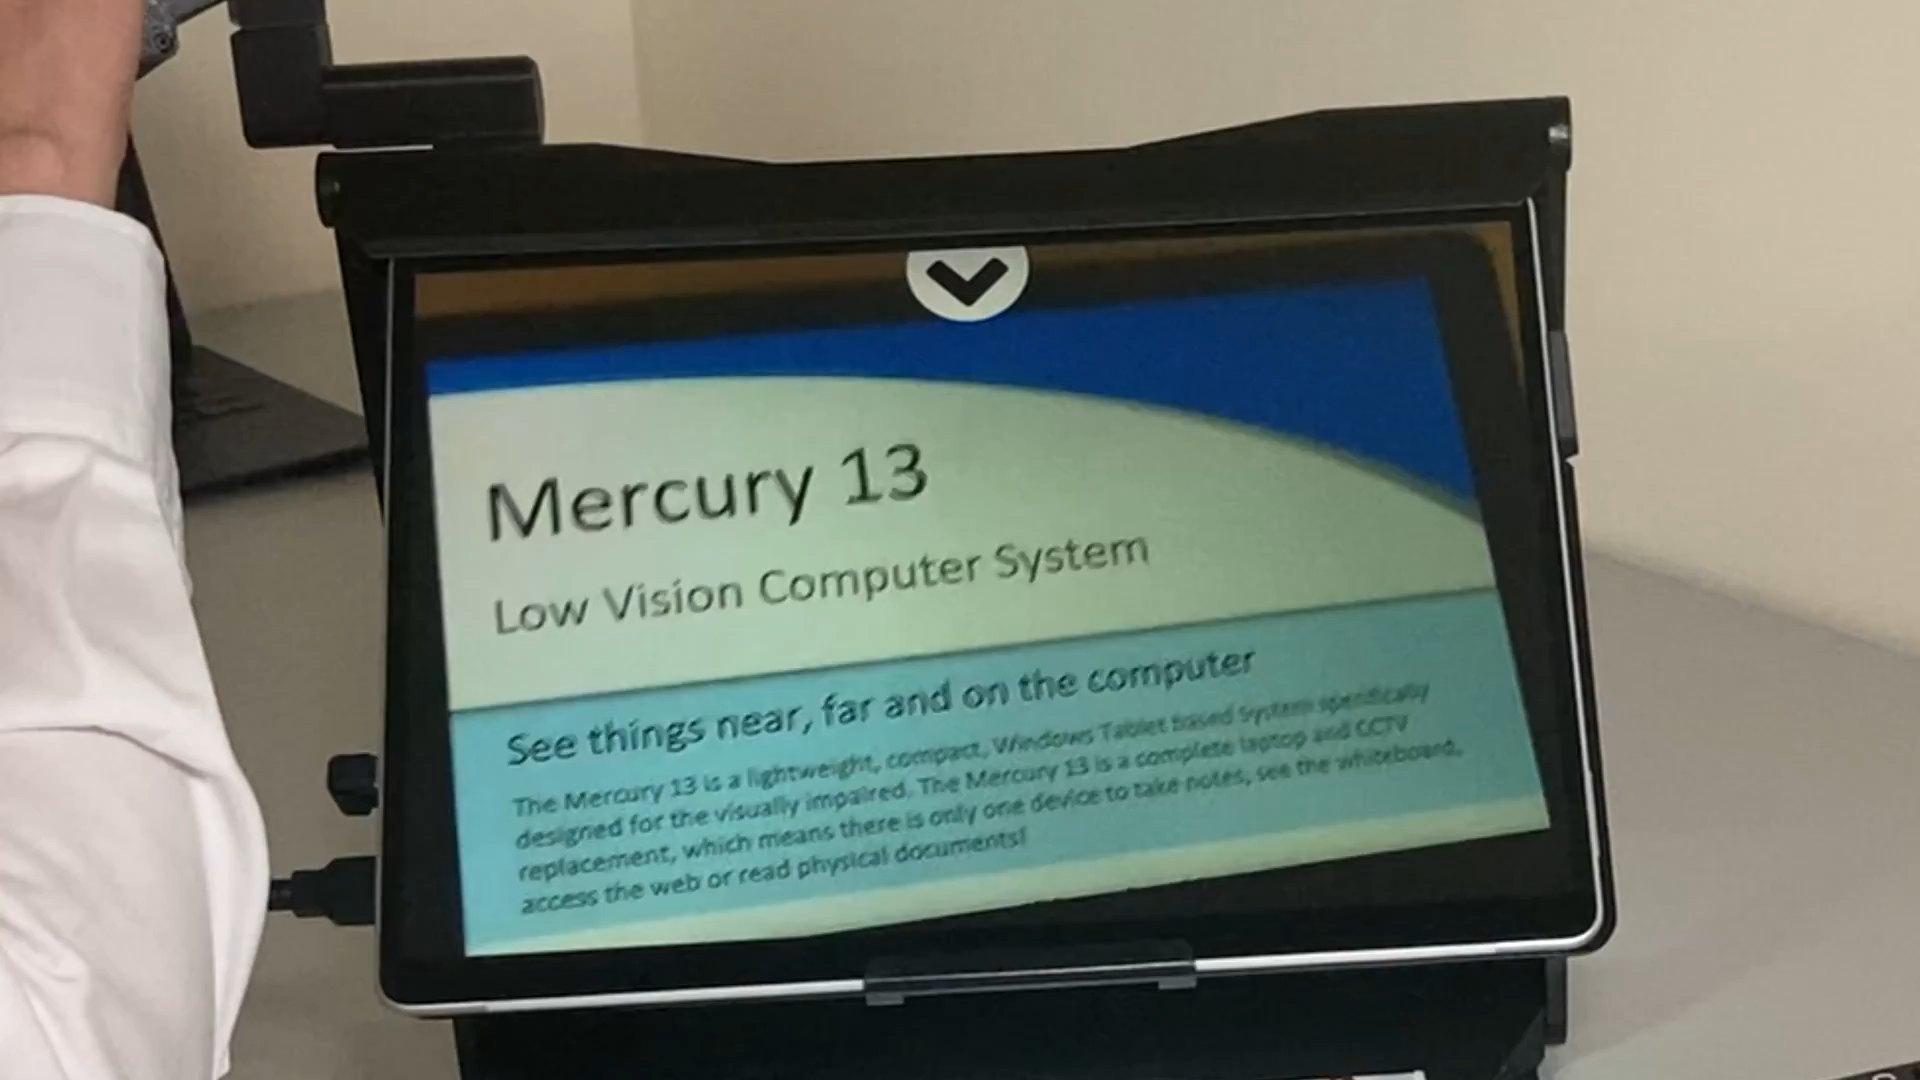 Mercury 13
Low Vision Computer System
See things near, far and on the computer
The Mercury 13 is a lightweight, compact, Windows Tablet based System specifically
designed for the visually impaired. The Mercury 13 is a complete laptop and CCTV
replacement, which means there is only one device to take notes, see the whiteboard,
access the web or read physical documents!